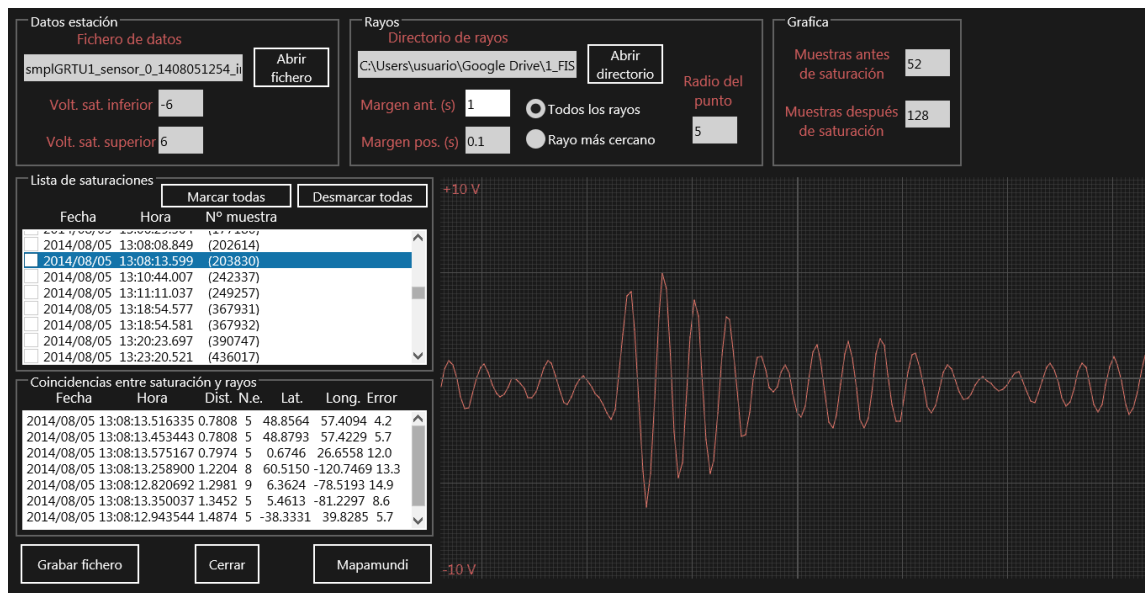 Datos estación
Fichero de datos
smplGRTU1_sensor_0_1408051254_ii
Abrir fichero
Volt. sat. inferior -6
Volt. sat. superior 6
Rayos
Directorio de rayos
C:\Users\usuario\Google Drive\1_FIS
Abrir directorio
Margen ant. (s) 1
Todos los rayos
Margen pos. (s) 0.1
Rayo más cercano
Radio del punto
5
Grafica
Muestras antes de saturación 52
Muestras después de saturación 128
Lista de saturaciones
Marcar todas
Desmarcar todas
Fecha Hora Nº muestra
2014/08/05 13:08:08.849 (202614)
2014/08/05 13:08:13.599 (203830)
2014/08/05 13:10:44.007 (242337)
2014/08/05 13:11:11.037 (249257)
2014/08/05 13:18:54.577 (367931)
2014/08/05 13:18:54.581 (367932)
2014/08/05 13:20:23.697 (390747)
2014/08/05 13:23:20.521 (436017)
Coincidencias entre saturación y rayos
Fecha Hora Dist. N.e. Lat. Long. Error
2014/08/05 13:08:13.516335 0.7808 5 48.8564 57.4094 4.2
2014/08/05 13:08:13.453443 0.7808 5 48.8793 57.4229 5.7
2014/08/05 13:08:13.575167 0.7974 5 0.6746 26.6558 12.0
2014/08/05 13:08:13.258900 1.2204 8 60.5150 -120.7469 13.3
2014/08/05 13:08:12.820692 1.2981 9 6.3624 -78.5193 14.9
2014/08/05 13:08:13.350037 1.3452 5 5.4613 -81.2297 8.6
2014/08/05 13:08:12.943544 1.4874 5 -38.3331 39.8285 5.7
Grabar fichero
Cerrar
Mapamundi
+10 V
-10 V